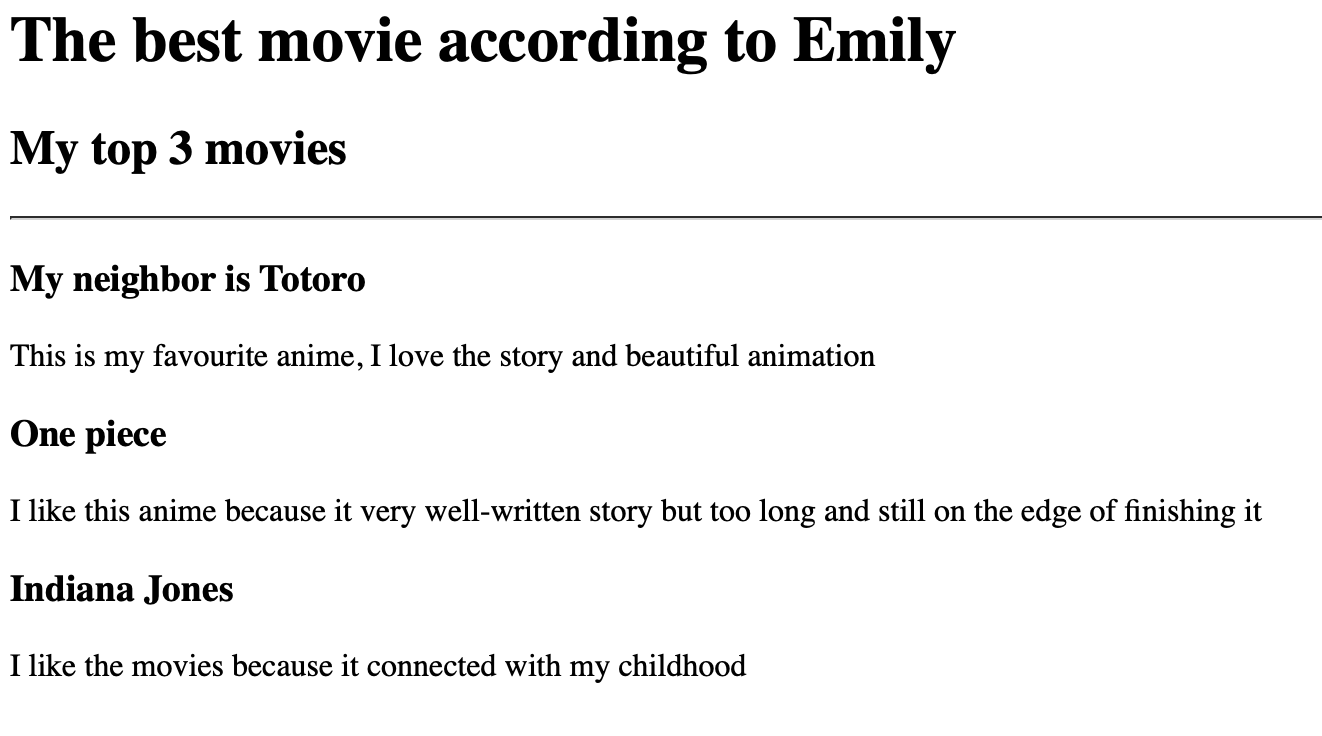 The best movie according to Emily
My top 3 movies
My neighbor is Totoro
This is my favourite anime, I love the story and beautiful animation
One piece
I like this anime because it very well-written story but too long and still on the edge of finishing it
Indiana Jones
I like the movies because it connected with my childhood